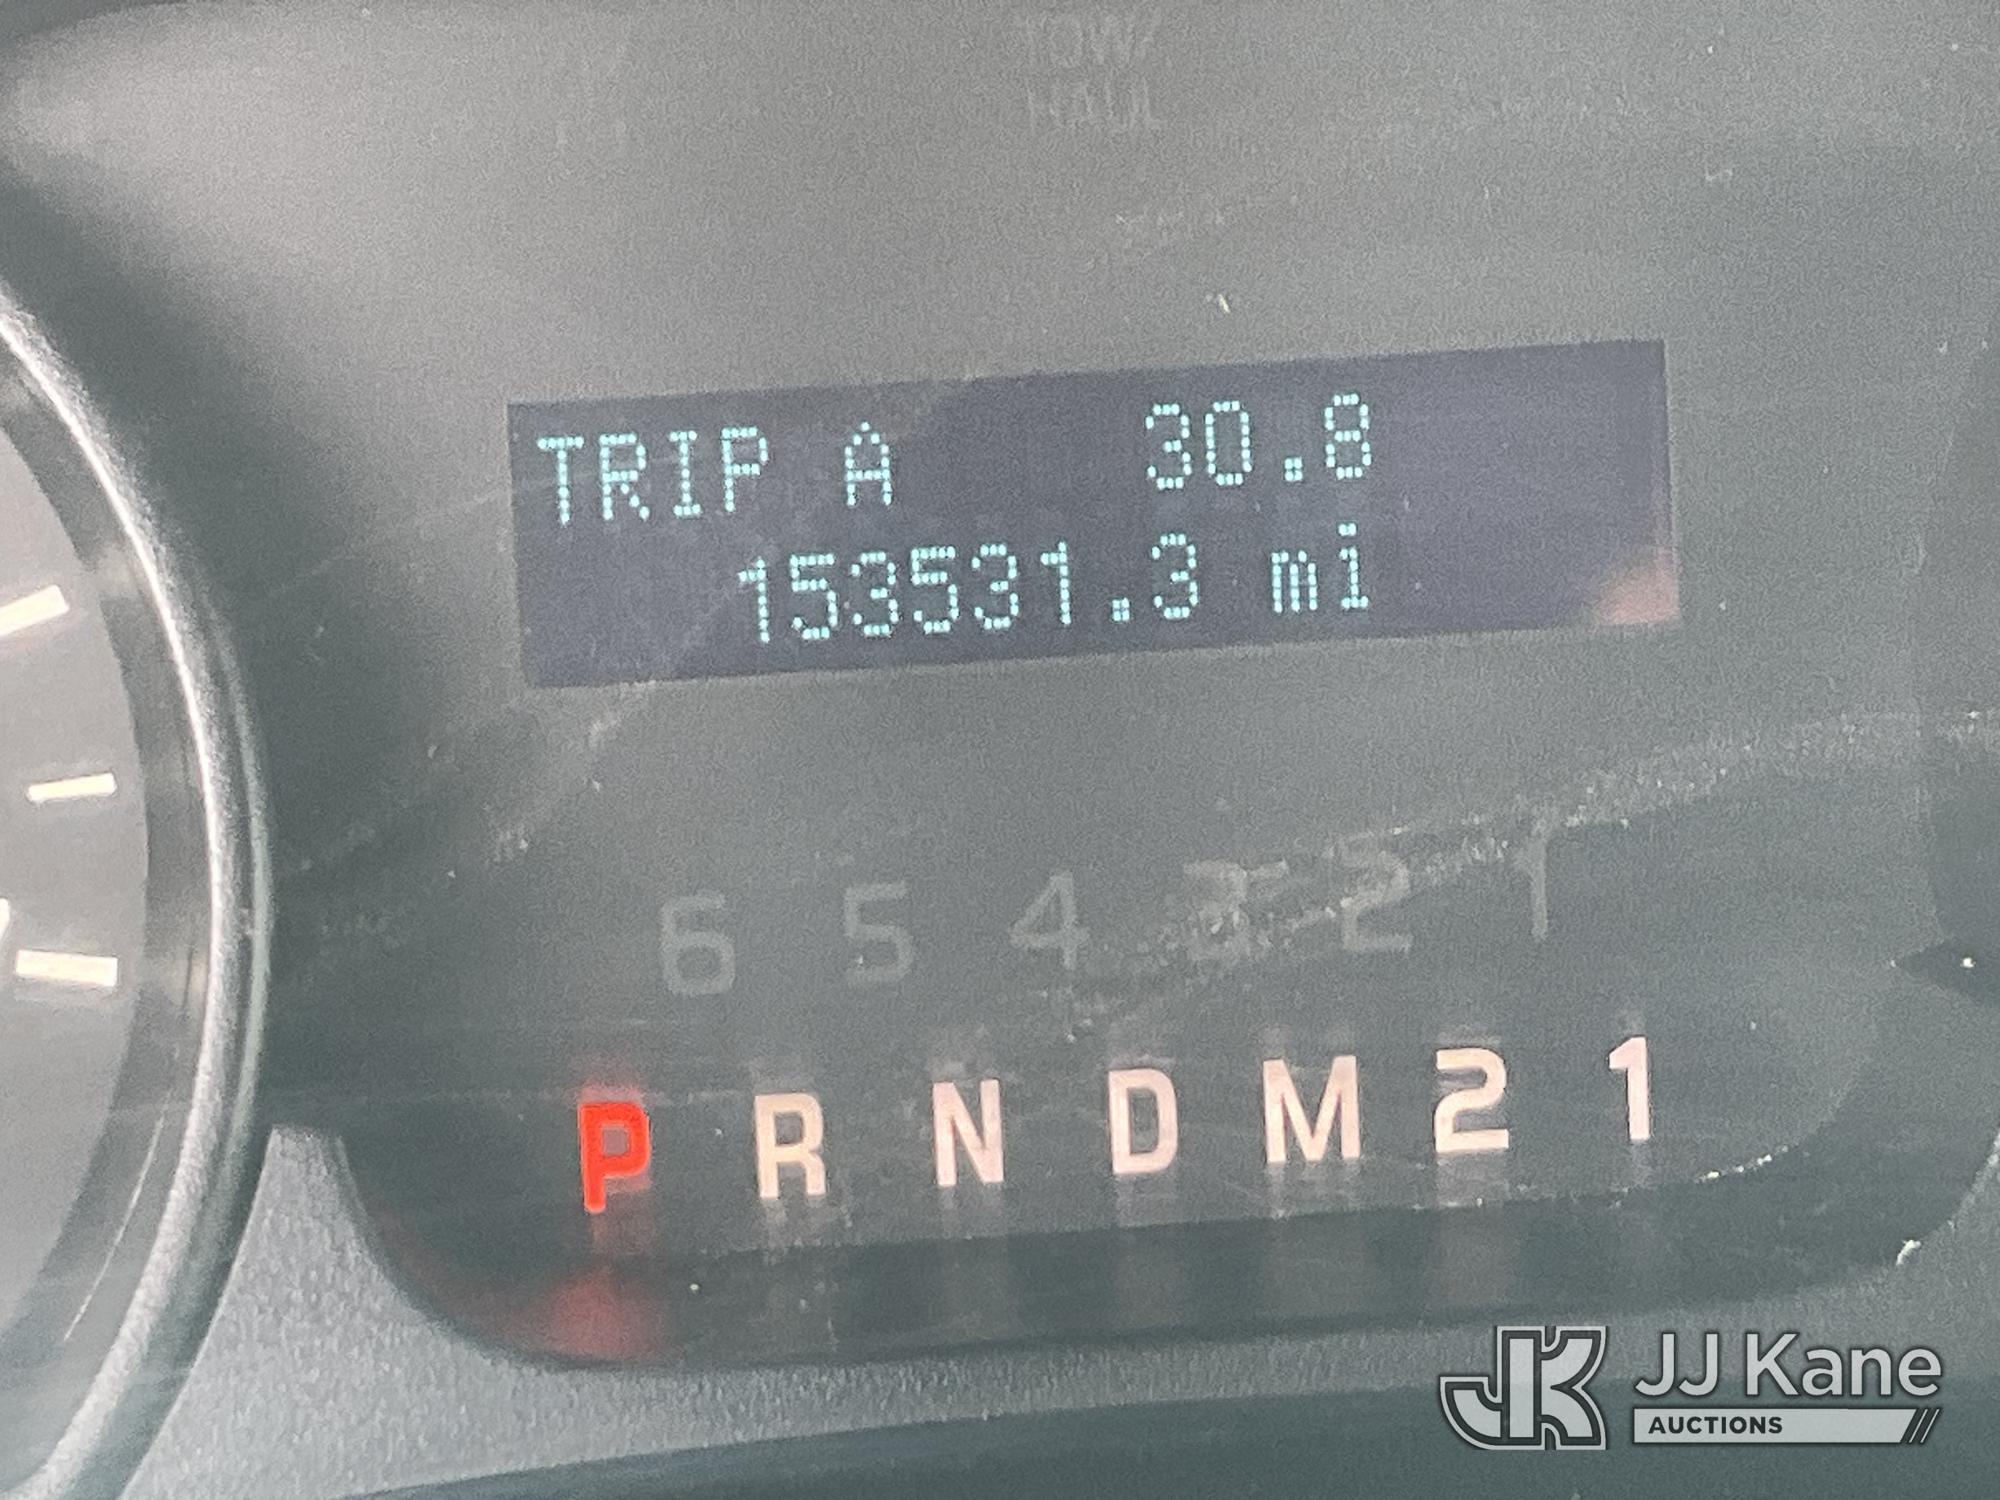 TOW/
HAUL
TRIP A 30.8
153531.3 mi
6 5 4 3 2 1
P R N D M 2 1
JK JJ Kane
AUCTIONS